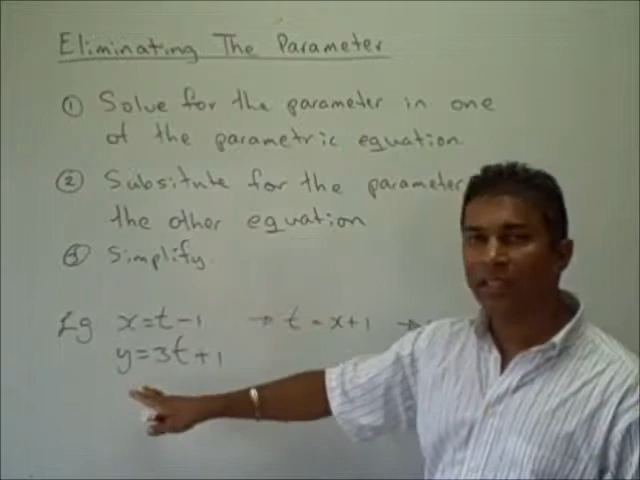 Eliminating The Parameter
① Solve for the parameter in one
of the parametric equation.
② Subsitute for the parameter
the other equation
③ Simplify.
Eg x=t-1 → t = x+1 →
y=3t+1